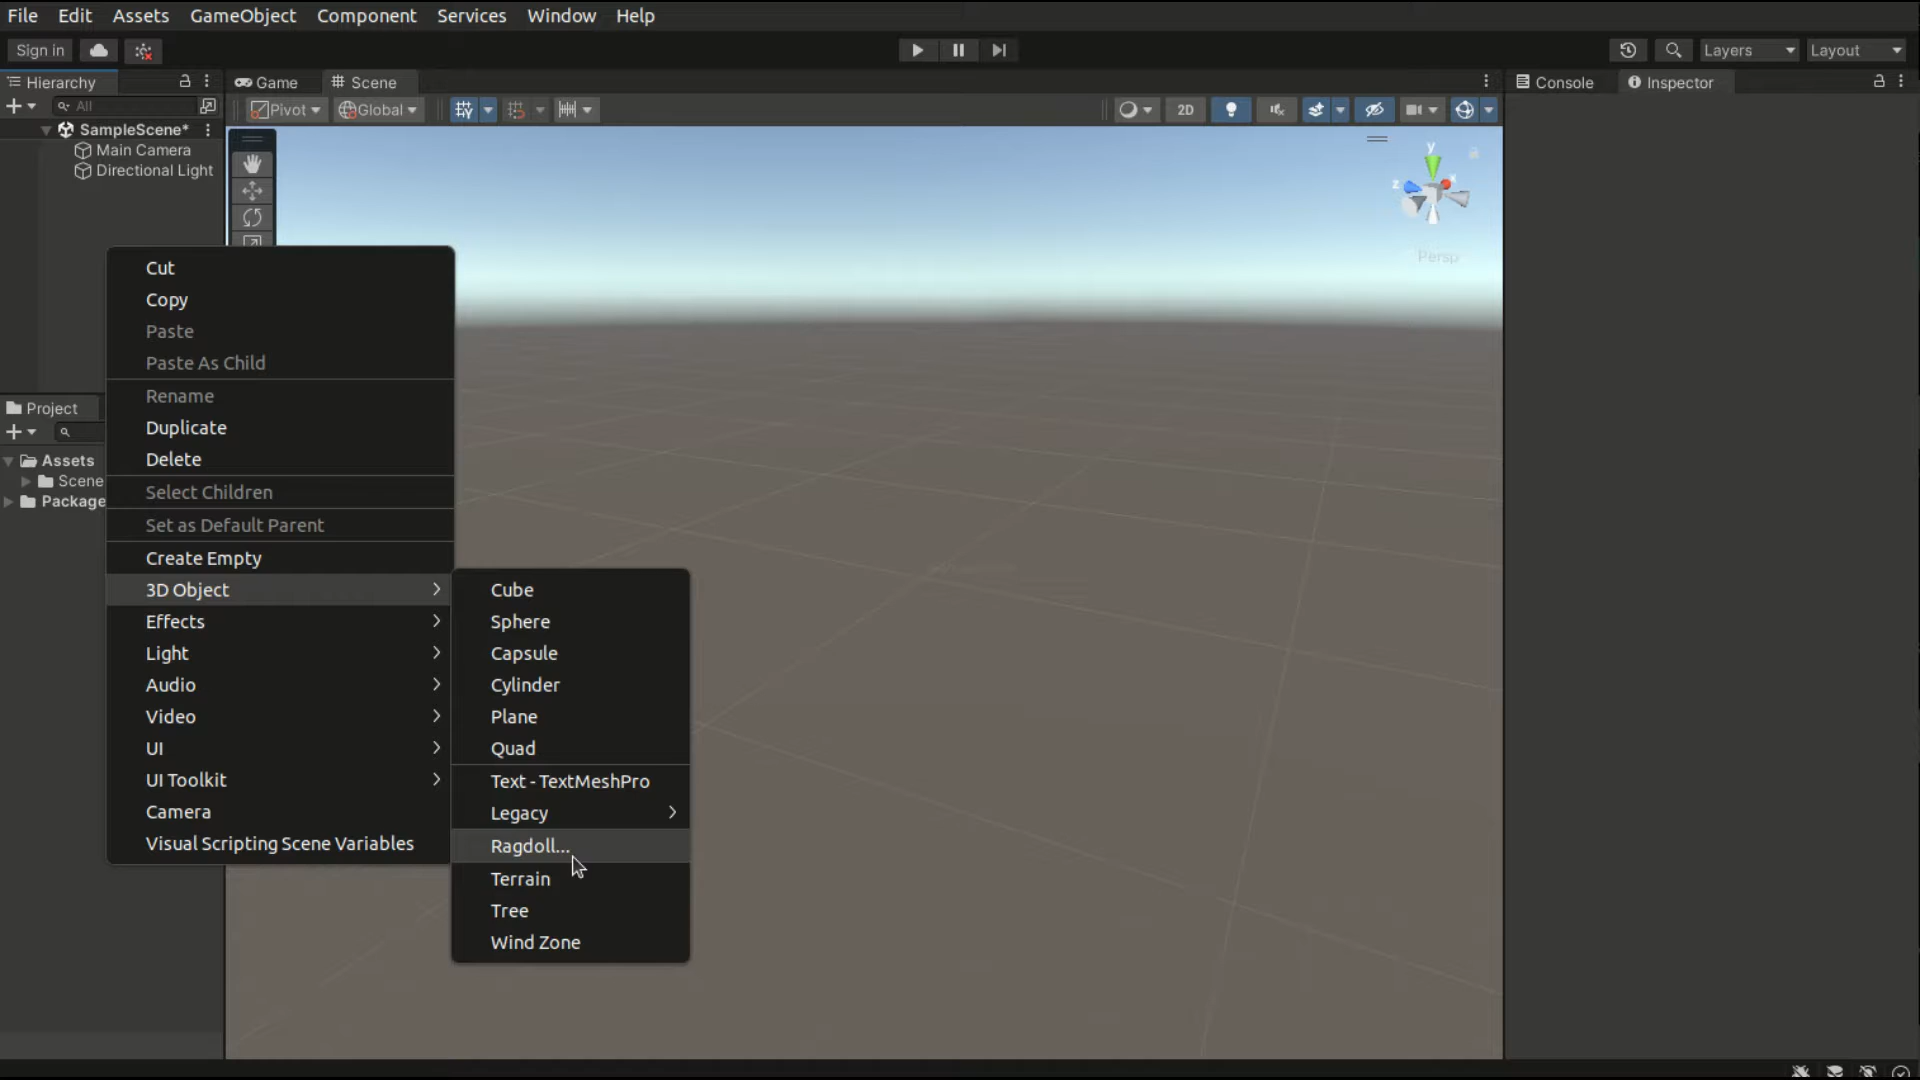 File Edit Assets GameObject Component Services Window Help
Sign in Layers Layout
Hierarchy Game Scene Console Inspector
All Pivot Global 2D
SampleScene*
Main Camera
Directional Light
y
x
z
Persp
Cut
Copy
Paste
Paste As Child
Rename
Duplicate
Delete
Select Children
Set as Default Parent
Create Empty
3D Object
Effects
Light
Audio
Video
UI
UI Toolkit
Camera
Visual Scripting Scene Variables
Project
Assets
Scene
Package
Cube
Sphere
Capsule
Cylinder
Plane
Quad
Text - TextMeshPro
Legacy
Ragdoll...
Terrain
Tree
Wind Zone